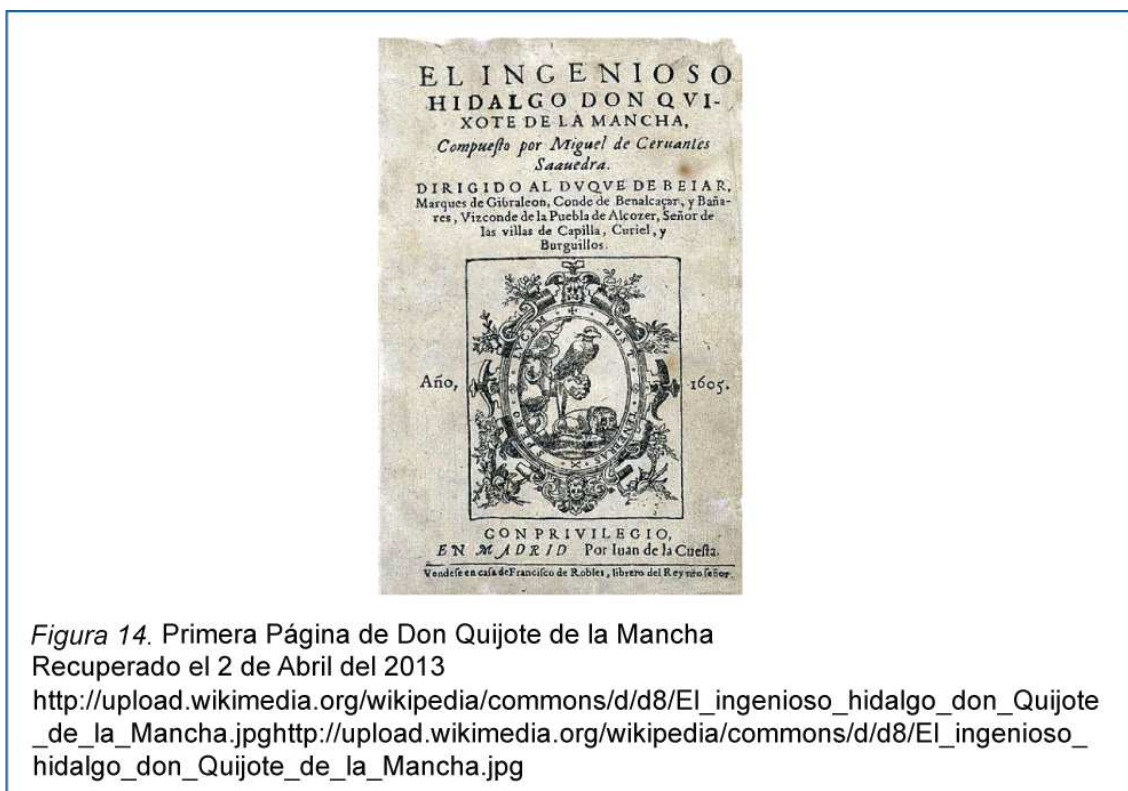 EL INGENIOSO
HIDALGO DON QVI-
XOTE DE LA MANCHA,
Compuesto por Miguel de Ceruantes
Saauedra.
DIRIGIDO AL DVQVE DE BEIAR,
Marques de Gibraleon, Conde de Benalcaçar, y Baña-
res, Vizconde de la Puebla de Alcozer, Señor de
las villas de Capilla, Curiel, y
Burguillos.
POST TENEBRAS SPERO LVCEM
Año, 1605.
CON PRIVILEGIO,
EN MADRID Por Iuan de la Cuesta.
Vendese en casa de Francisco de Robles, librero del Rey nro señor.
Figura 14. Primera Página de Don Quijote de la Mancha
Recuperado el 2 de Abril del 2013
http://upload.wikimedia.org/wikipedia/commons/d/d8/El_ingenioso_hidalgo_don_Quijote
_de_la_Mancha.jpghttp://upload.wikimedia.org/wikipedia/commons/d/d8/El_ingenioso_
hidalgo_don_Quijote_de_la_Mancha.jpg